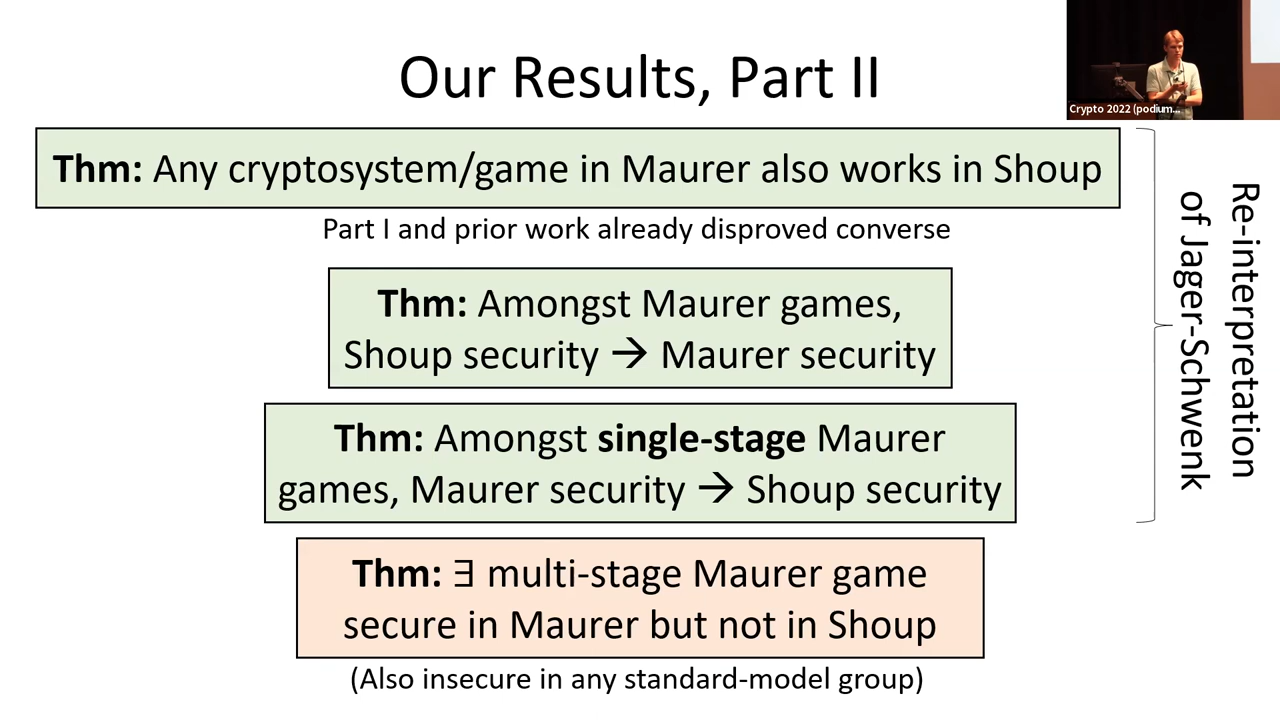 Our Results, Part II
Crypto 2022 (podium...
Thm: Any cryptosystem/game in Maurer also works in Shoup
Part I and prior work already disproved converse
Thm: Amongst Maurer games,
Shoup security → Maurer security
Thm: Amongst single-stage Maurer
games, Maurer security → Shoup security
Re-interpretation
of Jager-Schwenk
Thm: ∃ multi-stage Maurer game
secure in Maurer but not in Shoup
(Also insecure in any standard-model group)